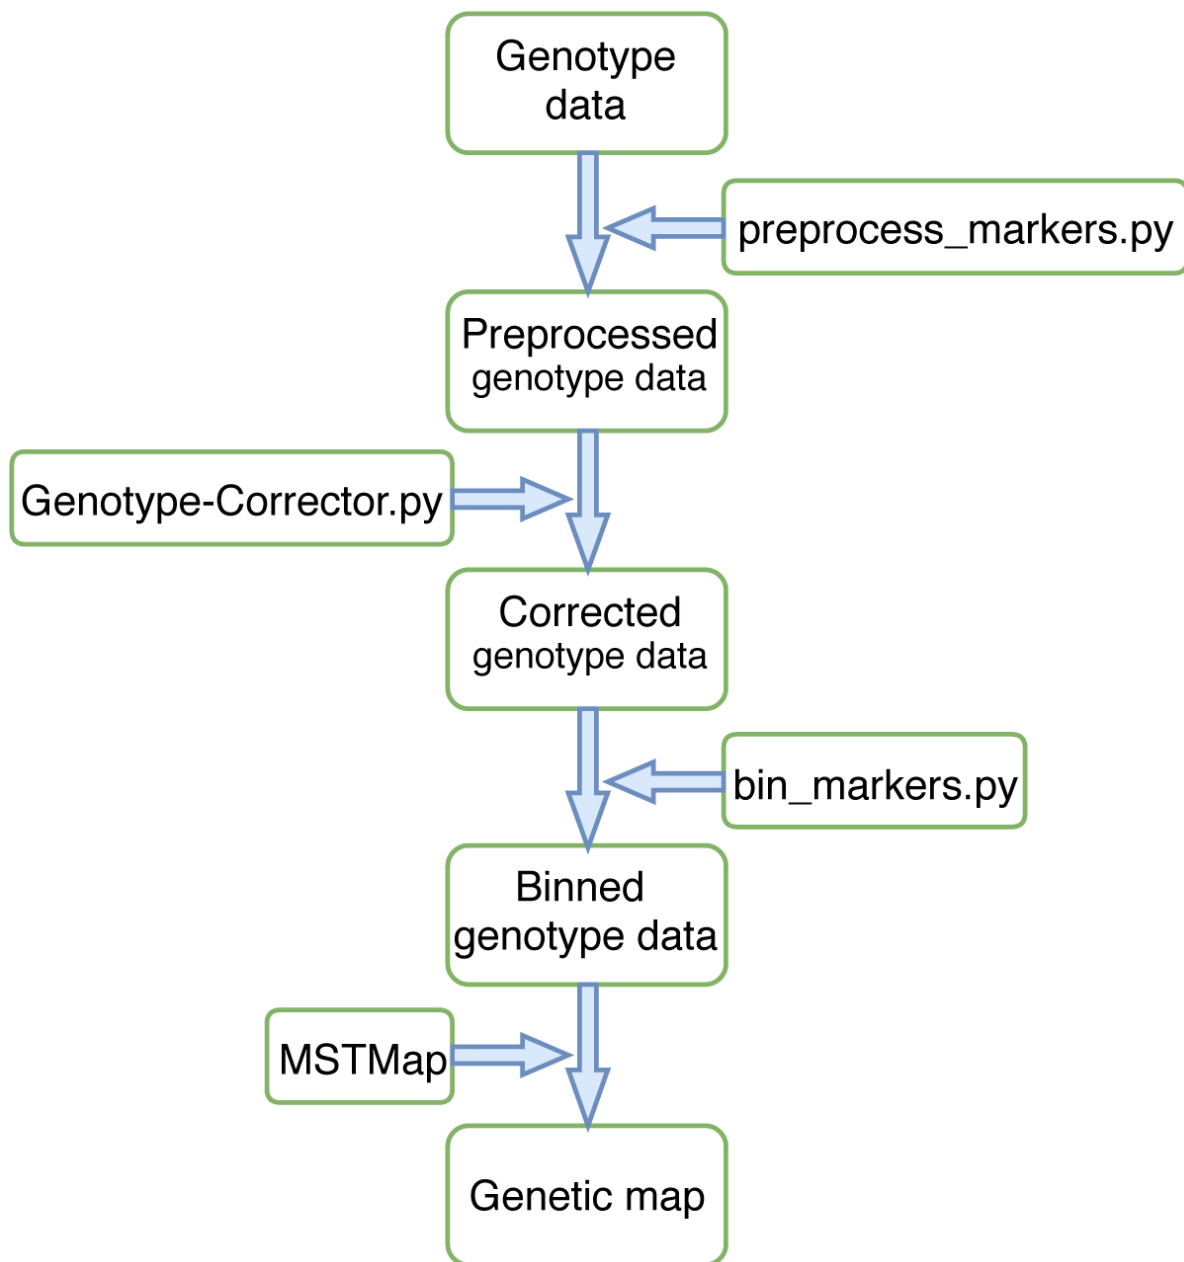 Genotype
data
preprocess_markers.py
Preprocessed
genotype data
Genotype-Corrector.py
Corrected
genotype data
bin_markers.py
Binned
genotype data
MSTMap
Genetic map